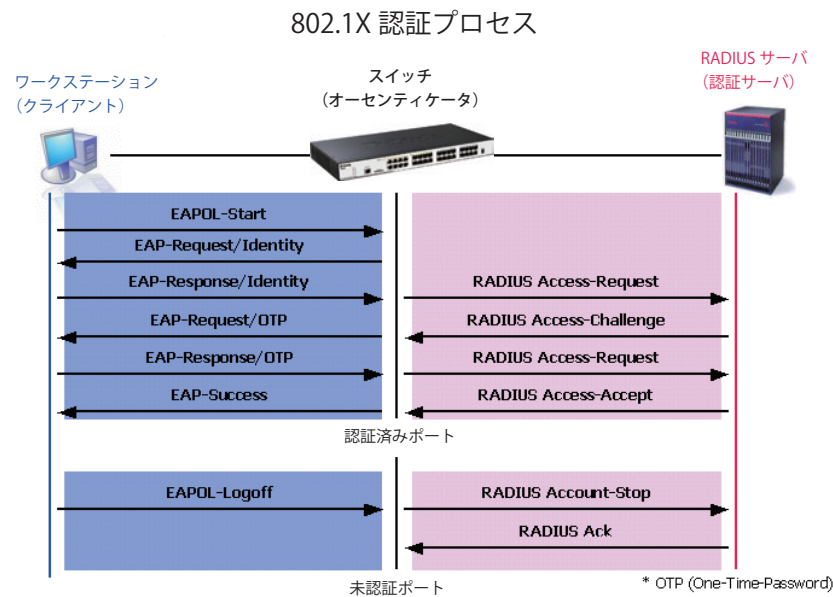 802.1X 認証プロセス
ワークステーション
（クライアント）
スイッチ
（オーセンティケータ）
RADIUS サーバ
（認証サーバ）
EAPOL-Start
EAP-Request/Identity
EAP-Response/Identity
RADIUS Access-Request
EAP-Request/OTP
RADIUS Access-Challenge
EAP-Response/OTP
RADIUS Access-Request
EAP-Success
RADIUS Access-Accept
認証済みポート
EAPOL-Logoff
RADIUS Account-Stop
RADIUS Ack
未認証ポート
* OTP (One-Time-Password)